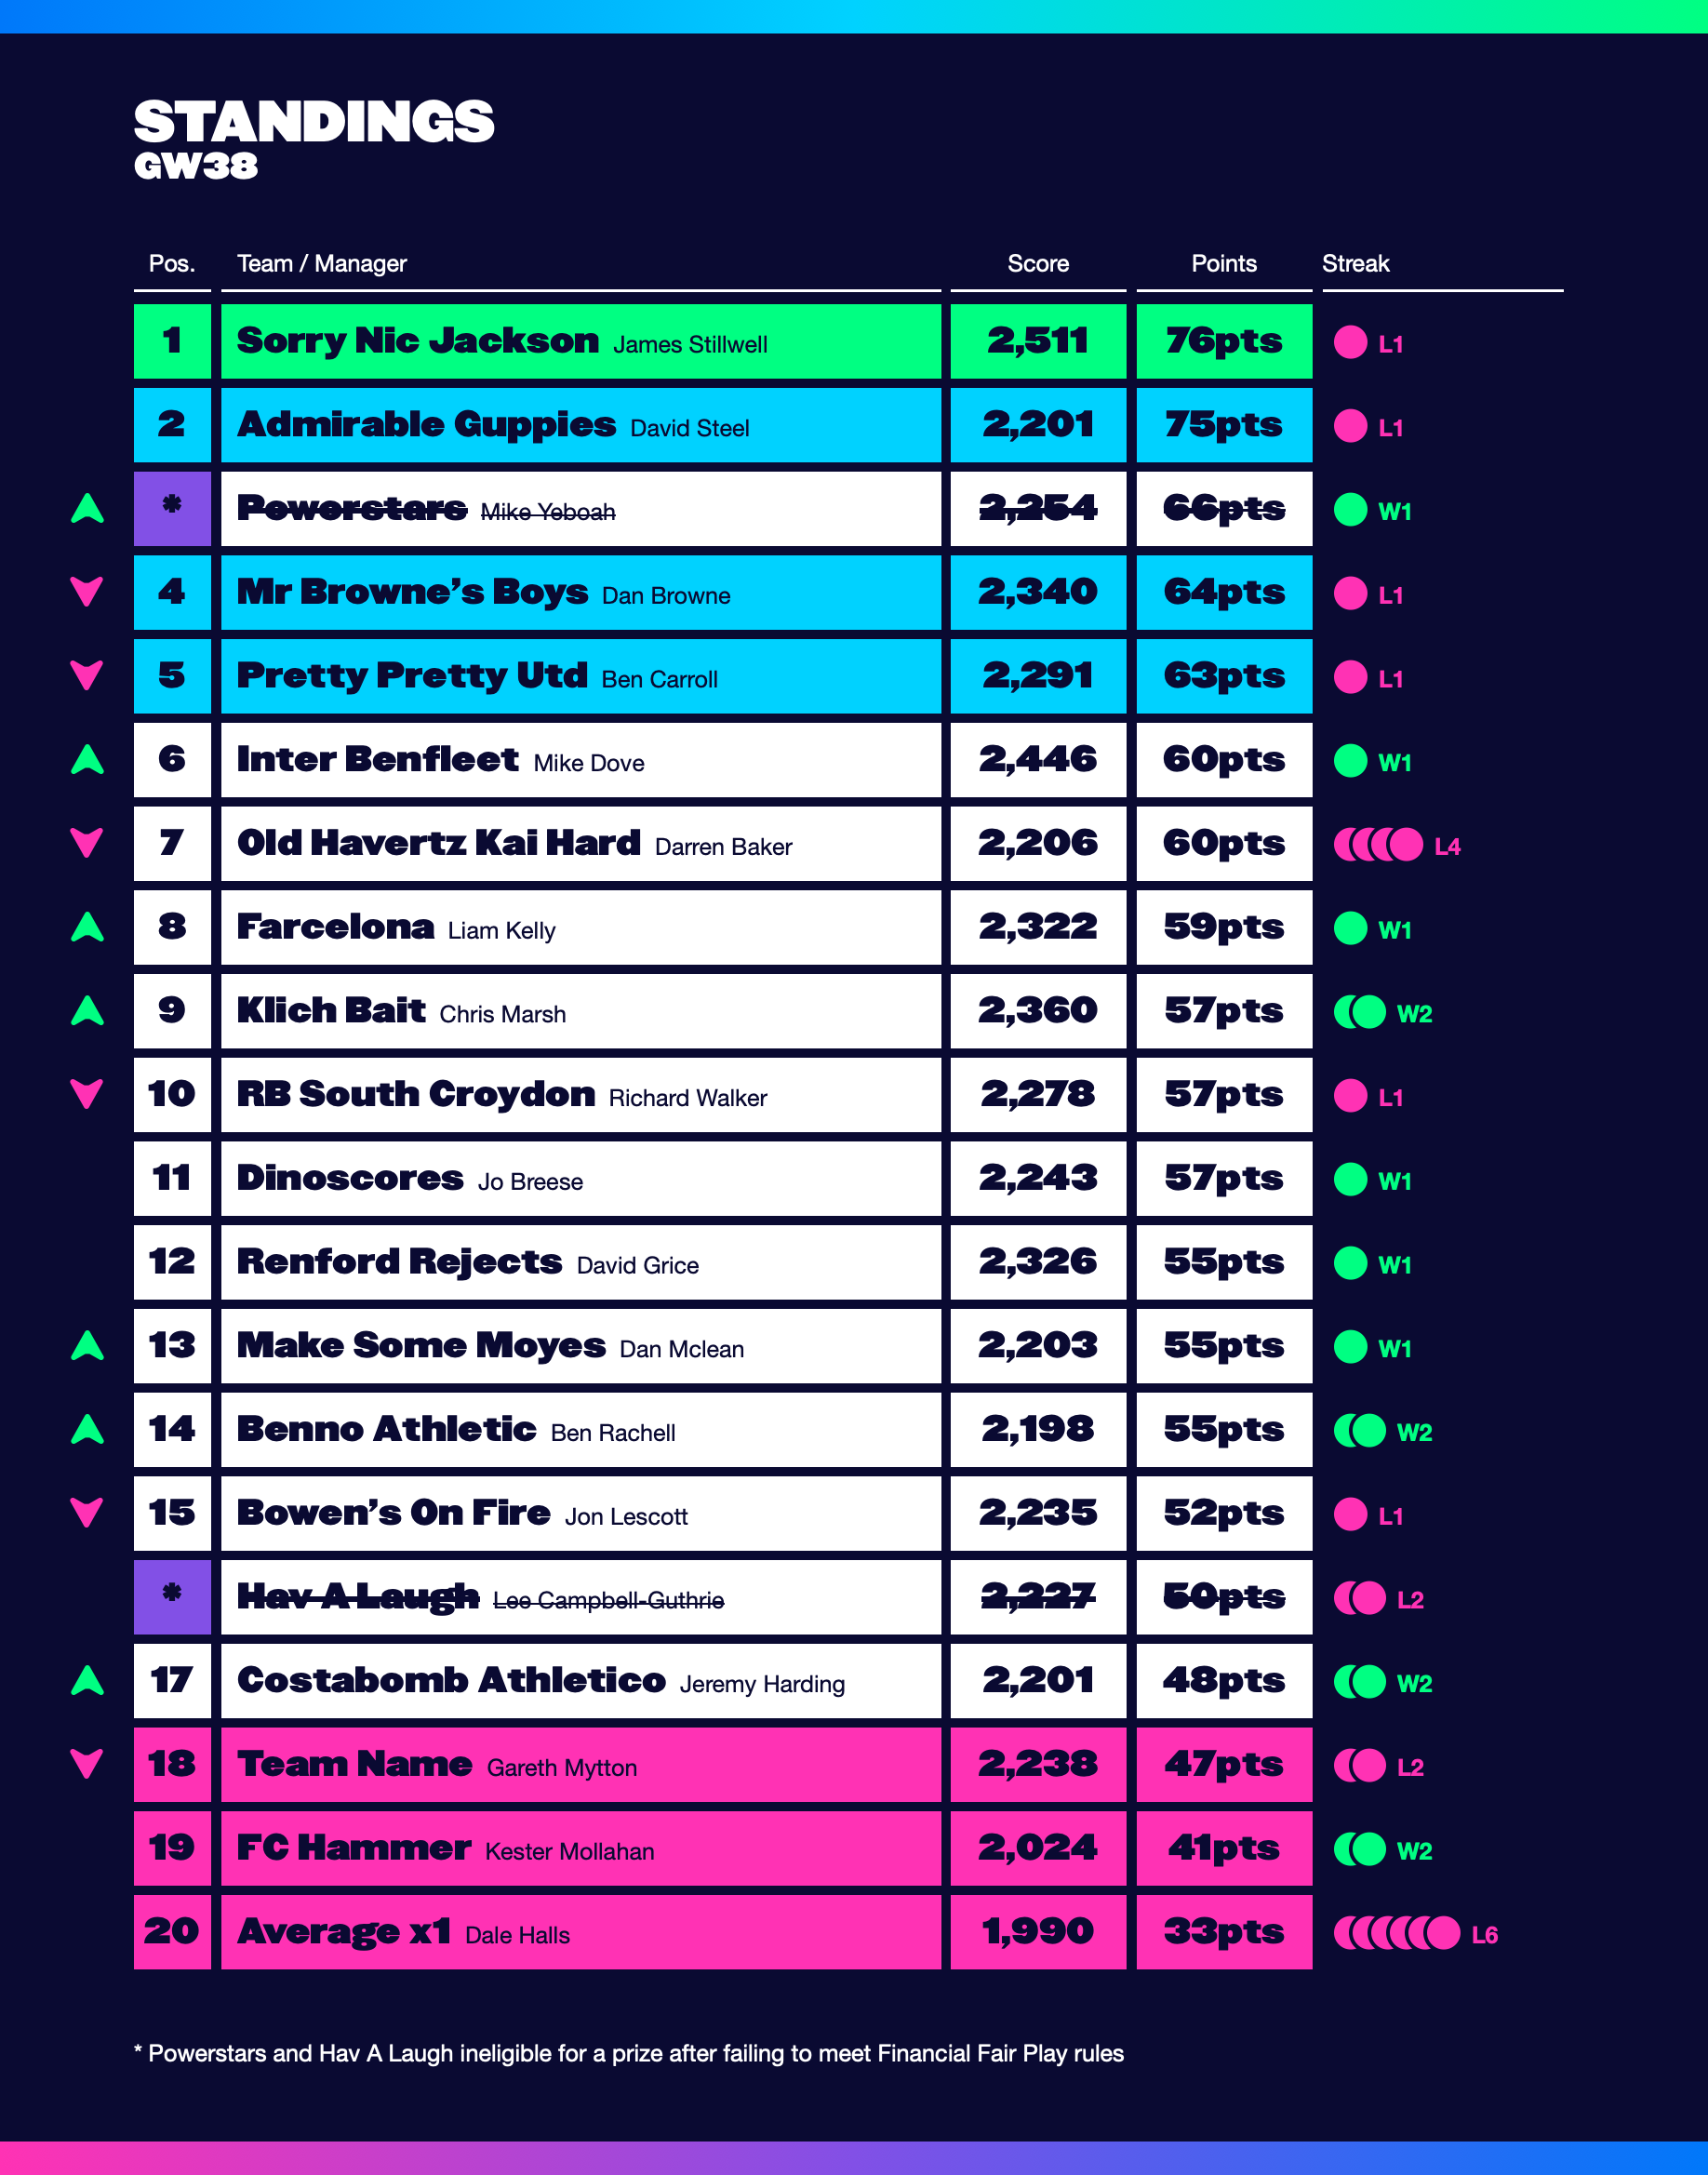 STANDINGS
GW38
Pos. Team / Manager Score Points Streak
1 Sorry Nic Jackson James Stillwell 2,511 76pts L1
2 Admirable Guppies David Steel 2,201 75pts L1
* Powerstars Mike Yeboah 2,254 66pts W1
4 Mr Browne’s Boys Dan Browne 2,340 64pts L1
5 Pretty Pretty Utd Ben Carroll 2,291 63pts L1
6 Inter Benfleet Mike Dove 2,446 60pts W1
7 Old Havertz Kai Hard Darren Baker 2,206 60pts L4
8 Farcelona Liam Kelly 2,322 59pts W1
9 Klich Bait Chris Marsh 2,360 57pts W2
10 RB South Croydon Richard Walker 2,278 57pts L1
11 Dinoscores Jo Breese 2,243 57pts W1
12 Renford Rejects David Grice 2,326 55pts W1
13 Make Some Moyes Dan Mclean 2,203 55pts W1
14 Benno Athletic Ben Rachell 2,198 55pts W2
15 Bowen’s On Fire Jon Lescott 2,235 52pts L1
* Hav A Laugh Lee Campbell-Guthrie 2,227 50pts L2
17 Costabomb Athletico Jeremy Harding 2,201 48pts W2
18 Team Name Gareth Mytton 2,238 47pts L2
19 FC Hammer Kester Mollahan 2,024 41pts W2
20 Average x1 Dale Halls 1,990 33pts L6
* Powerstars and Hav A Laugh ineligible for a prize after failing to meet Financial Fair Play rules